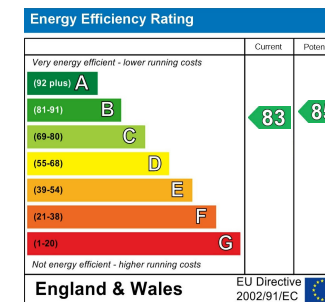 Energy Efficiency Rating
Current
Very energy efficient - lower running costs
(92 plus) A
(81-91) B
83
(69-80) C
(55-68) D
(39-54) E
(21-38) F
(1-20) G
Not energy efficient - higher running costs
England & Wales
EU Directive
2002/91/EC